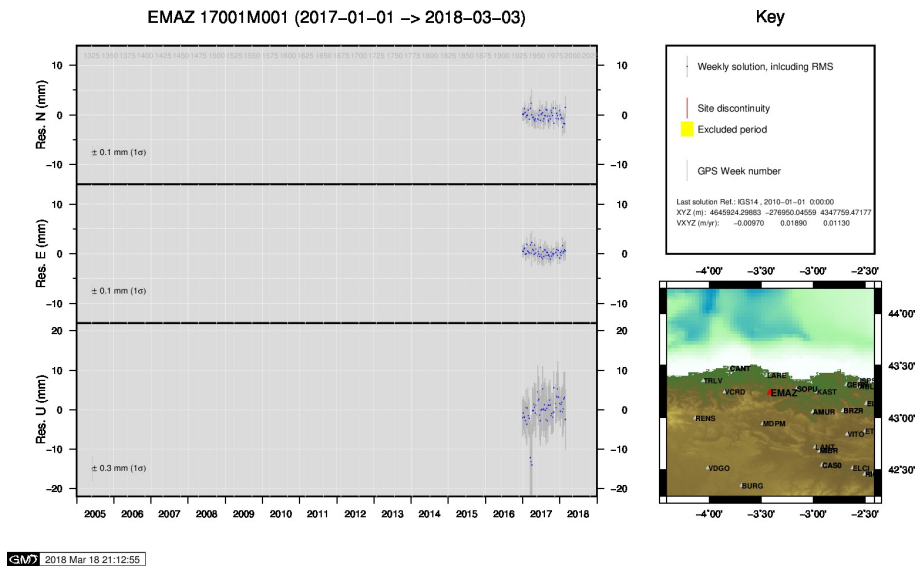 EMAZ 17001M001 (2017−01−01 −> 2018−03−03)
Key
Res. N (mm)
10
0
−10
± 0.1 mm (1σ)
10
0
−10
Res. E (mm)
10
0
−10
± 0.1 mm (1σ)
10
0
−10
Res. U (mm)
20
10
0
−10
−20
± 0.3 mm (1σ)
20
10
0
−10
−20
2005 2006 2007 2008 2009 2010 2011 2012 2013 2014 2015 2016 2017 2018
Weekly solution, inlcuding RMS
Site discontinuity
Excluded period
GPS Week number
Last solution Ref.: IGS14 , 2010−01−01 0:00:00
XYZ (m): 4645924.29883 −276950.04559 4347759.47177
VXYZ (m/yr): −0.00970 0.01890 0.01130
−4˚00' −3˚30' −3˚00' −2˚30'
44˚00'
43˚30'
43˚00'
42˚30'
CANT
TRLV
LARE
VCRD
EMAZ
SOPU
KAST
RENS
MDPM
AMUR
BRZR
VITO
LANT
CAS0
ELCI
VDGO
BURG
−4˚00' −3˚30' −3˚00' −2˚30'
GMT 2018 Mar 18 21:12:55